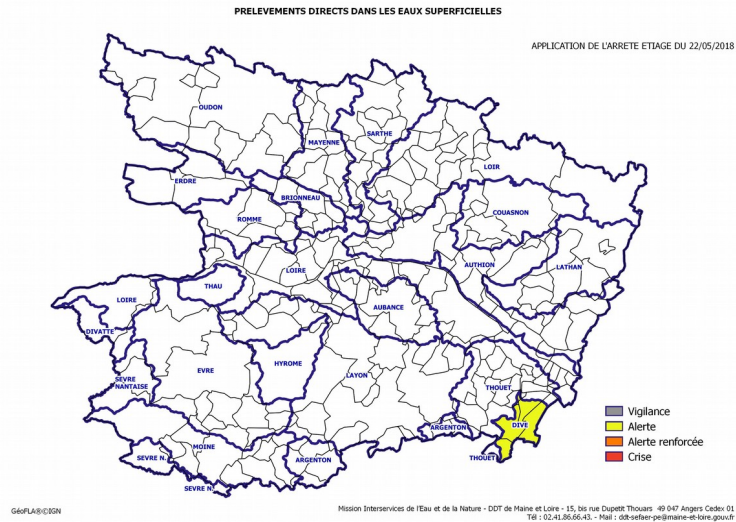 PRELEVEMENTS DIRECTS DANS LES EAUX SUPERFICIELLES
APPLICATION DE L'ARRETE ETIAGE DU 22/05/2018
OUDON
SARTHE
MAYENNE
LOIR
ERDRE
BRIONNEAU
COUASNON
ROMME
AUTHION
LATHAN
LOIRE
THAU
LOIRE
AUBANCE
DIVATTE
HYROME
EVRE
LAYON
SEVRE
NANTAISE
THOUET
Vigilance
DIVE
Alerte
ARGENTON
Alerte renforcée
MOINE
SEVRE N.
ARGENTON
THOUET
Crise
SEVRE N.
GéoFLA®©IGN
Mission Interservices de l'Eau et de la Nature - DDT de Maine et Loire - 15, bis rue Dupetit Thouars 49 047 Angers Cedex 01
Tél : 02.41.86.66.43. - Mail : ddt-sefaer-pe@maine-et-loire.gouv.fr